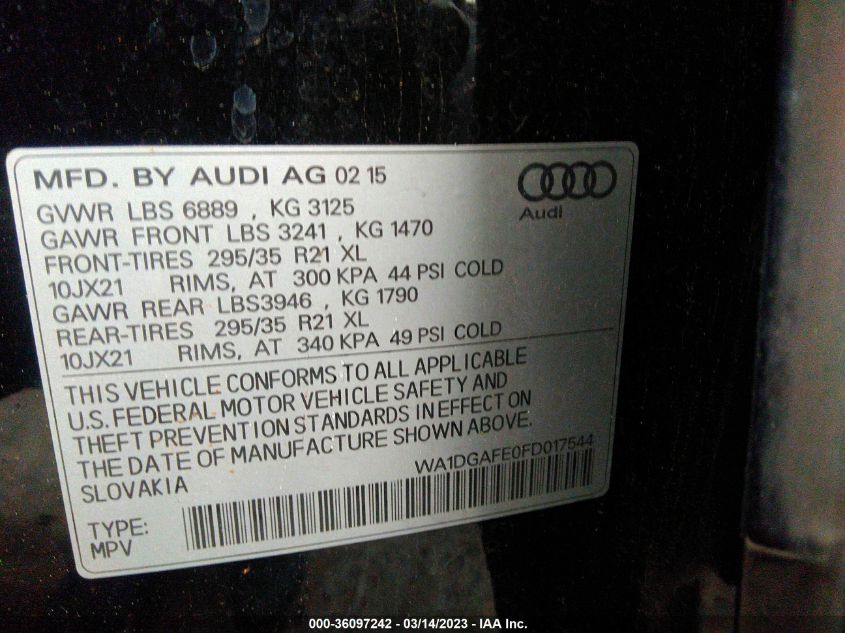 MFD. BY AUDI AG 02 15
Audi
GVWR LBS 6889 , KG 3125
GAWR FRONT LBS 3241 , KG 1470
FRONT-TIRES 295/35 R21 XL
10JX21 RIMS, AT 300 KPA 44 PSI COLD
GAWR REAR LBS3946 , KG 1790
REAR-TIRES 295/35 R21 XL
10JX21 RIMS, AT 340 KPA 49 PSI COLD
THIS VEHICLE CONFORMS TO ALL APPLICABLE
U.S. FEDERAL MOTOR VEHICLE SAFETY AND
THEFT PREVENTION STANDARDS IN EFFECT ON
THE DATE OF MANUFACTURE SHOWN ABOVE.
SLOVAKIA
WA1DGAFE0FD017544
TYPE:
MPV
000-36097242 - 03/14/2023 - IAA Inc.